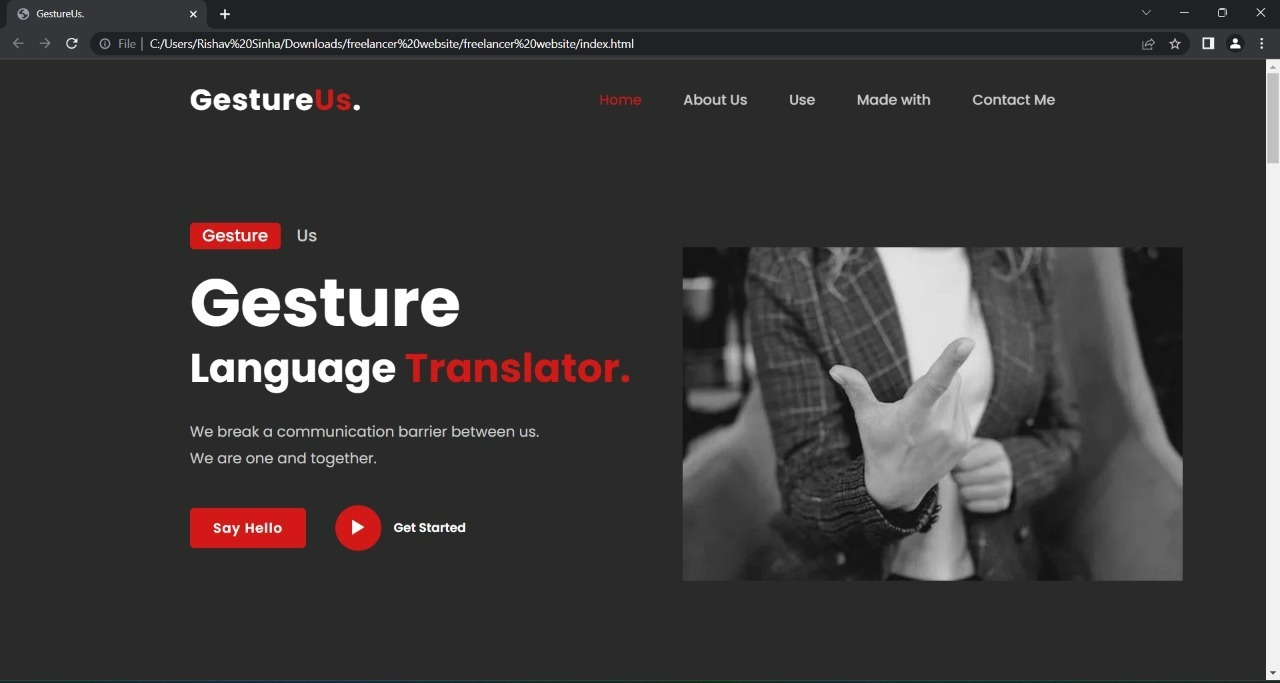 GestureUs.
File | C:/Users/Rishav%20Sinha/Downloads/freelancer%20website/freelancer%20website/index.html
GestureUs.
Home About Us Use Made with Contact Me
Gesture Us
Gesture
Language Translator.
We break a communication barrier between us.
We are one and together.
Say Hello Get Started